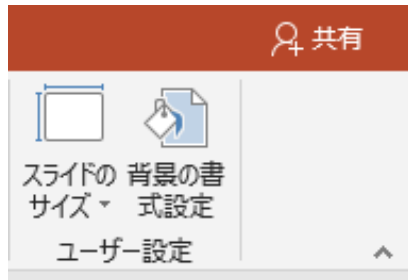 共有
スライドの
サイズ
背景の書
式設定
ユーザー設定